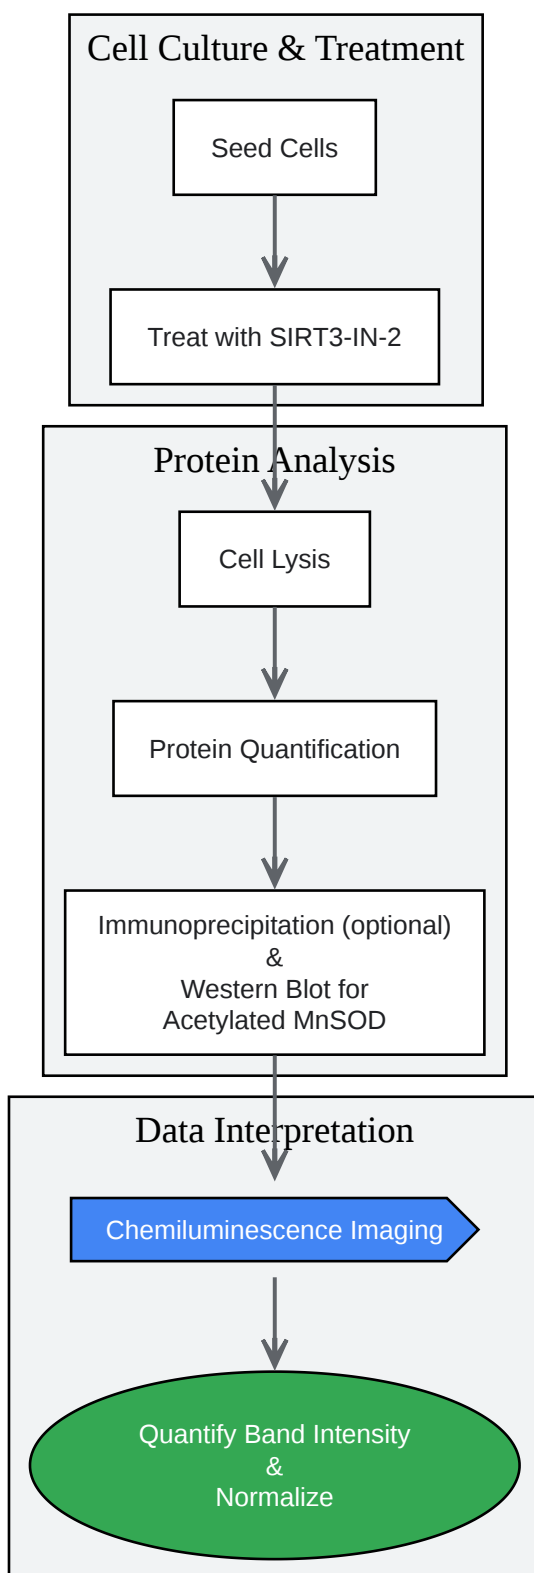 Cell Culture & Treatment
Seed Cells
Treat with SIRT3-IN-2
Protein Analysis
Cell Lysis
Protein Quantification
Immunoprecipitation (optional)
&
Western Blot for
Acetylated MnSOD
Data Interpretation
Chemiluminescence Imaging
Quantify Band Intensity
&
Normalize